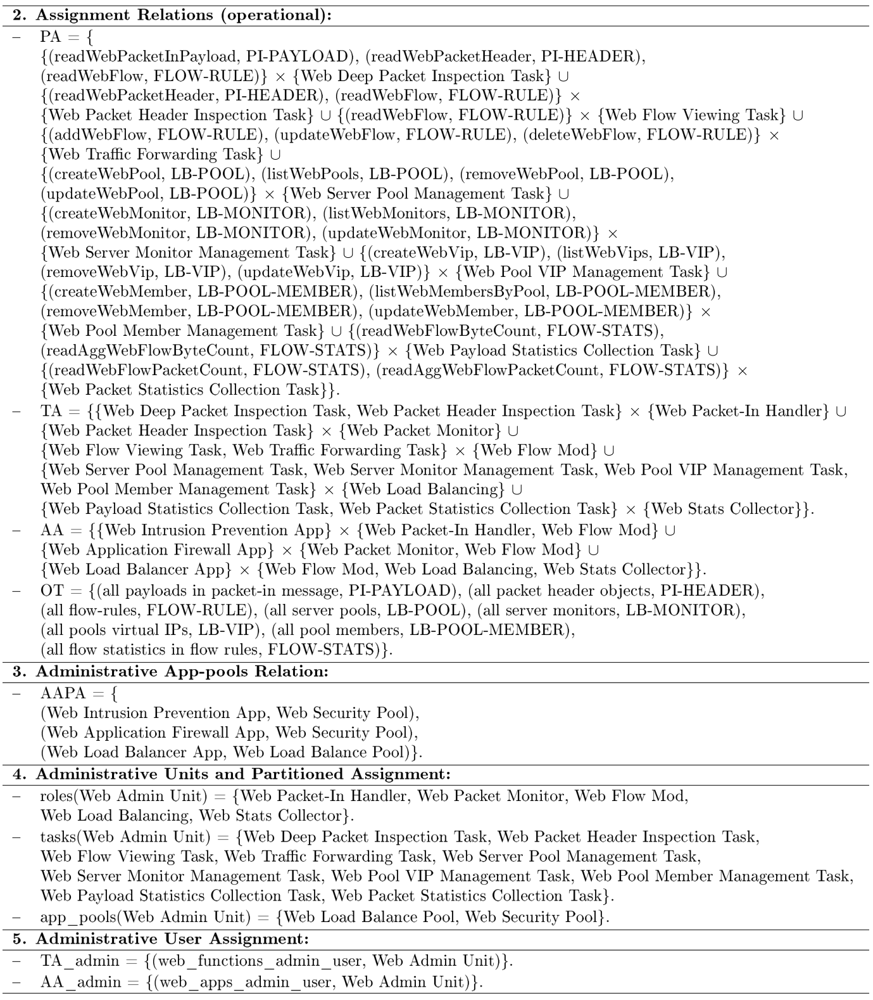 2. Assignment Relations (operational):
– PA = {
{(readWebPacketInPayload, PI-PAYLOAD), (readWebPacketHeader, PI-HEADER),
(readWebFlow, FLOW-RULE)} × {Web Deep Packet Inspection Task} ∪
{(readWebPacketHeader, PI-HEADER), (readWebFlow, FLOW-RULE)} ×
{Web Packet Header Inspection Task} ∪ {(readWebFlow, FLOW-RULE)} × {Web Flow Viewing Task} ∪
{(addWebFlow, FLOW-RULE), (updateWebFlow, FLOW-RULE), (deleteWebFlow, FLOW-RULE)} ×
{Web Traffic Forwarding Task} ∪
{(createWebPool, LB-POOL), (listWebPools, LB-POOL), (removeWebPool, LB-POOL),
(updateWebPool, LB-POOL)} × {Web Server Pool Management Task} ∪
{(createWebMonitor, LB-MONITOR), (listWebMonitors, LB-MONITOR),
(removeWebMonitor, LB-MONITOR), (updateWebMonitor, LB-MONITOR)} ×
{Web Server Monitor Management Task} ∪ {(createWebVip, LB-VIP), (listWebVips, LB-VIP),
(removeWebVip, LB-VIP), (updateWebVip, LB-VIP)} × {Web Pool VIP Management Task} ∪
{(createWebMember, LB-POOL-MEMBER), (listWebMembersByPool, LB-POOL-MEMBER),
(removeWebMember, LB-POOL-MEMBER), (updateWebMember, LB-POOL-MEMBER)} ×
{Web Pool Member Management Task} ∪ {(readWebFlowByteCount, FLOW-STATS),
(readAggWebFlowByteCount, FLOW-STATS)} × {Web Payload Statistics Collection Task} ∪
{(readWebFlowPacketCount, FLOW-STATS), (readAggWebFlowPacketCount, FLOW-STATS)} ×
{Web Packet Statistics Collection Task}}.
– TA = {{Web Deep Packet Inspection Task, Web Packet Header Inspection Task} × {Web Packet-In Handler} ∪
{Web Packet Header Inspection Task} × {Web Packet Monitor} ∪
{Web Flow Viewing Task, Web Traffic Forwarding Task} × {Web Flow Mod} ∪
{Web Server Pool Management Task, Web Server Monitor Management Task, Web Pool VIP Management Task,
Web Pool Member Management Task} × {Web Load Balancing} ∪
{Web Payload Statistics Collection Task, Web Packet Statistics Collection Task} × {Web Stats Collector}}.
– AA = {{Web Intrusion Prevention App} × {Web Packet-In Handler, Web Flow Mod} ∪
{Web Application Firewall App} × {Web Packet Monitor, Web Flow Mod} ∪
{Web Load Balancer App} × {Web Flow Mod, Web Load Balancing, Web Stats Collector}}.
– OT = {(all payloads in packet-in message, PI-PAYLOAD), (all packet header objects, PI-HEADER),
(all flow-rules, FLOW-RULE), (all server pools, LB-POOL), (all server monitors, LB-MONITOR),
(all pools virtual IPs, LB-VIP), (all pool members, LB-POOL-MEMBER),
(all flow statistics in flow rules, FLOW-STATS)}.
3. Administrative App-pools Relation:
– AAPA = {
(Web Intrusion Prevention App, Web Security Pool),
(Web Application Firewall App, Web Security Pool),
(Web Load Balancer App, Web Load Balance Pool)}.
4. Administrative Units and Partitioned Assignment:
– roles(Web Admin Unit) = {Web Packet-In Handler, Web Packet Monitor, Web Flow Mod,
Web Load Balancing, Web Stats Collector}.
– tasks(Web Admin Unit) = {Web Deep Packet Inspection Task, Web Packet Header Inspection Task,
Web Flow Viewing Task, Web Traffic Forwarding Task, Web Server Pool Management Task,
Web Server Monitor Management Task, Web Pool VIP Management Task, Web Pool Member Management Task,
Web Payload Statistics Collection Task, Web Packet Statistics Collection Task}.
– app_pools(Web Admin Unit) = {Web Load Balance Pool, Web Security Pool}.
5. Administrative User Assignment:
– TA_admin = {(web_functions_admin_user, Web Admin Unit)}.
– AA_admin = {(web_apps_admin_user, Web Admin Unit)}.